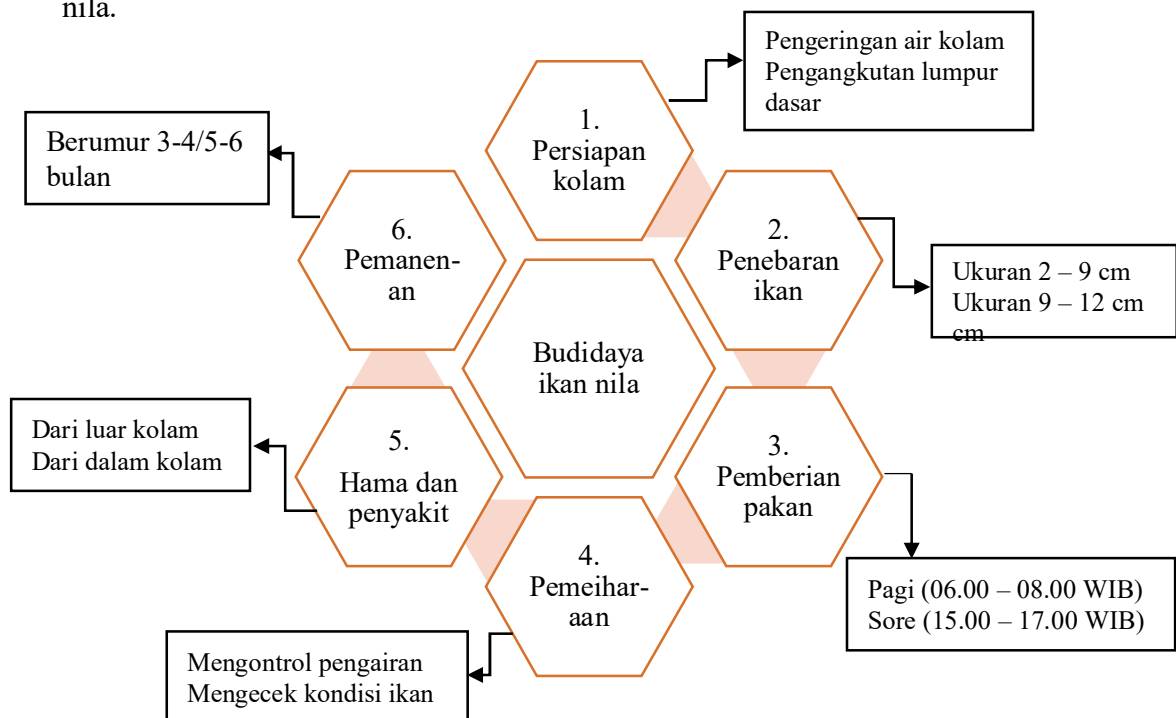 nila.
Pengeringan air kolam
Pengangkutan lumpur
dasar
1.
Persiapan
kolam
Berumur 3-4/5-6
bulan
6.
Pemanen-
an
2.
Penebaran
ikan
Ukuran 2 – 9 cm
Ukuran 9 – 12 cm
cm
Budidaya
ikan nila
Dari luar kolam
Dari dalam kolam
5.
Hama dan
penyakit
3.
Pemberian
pakan
4.
Pemeihar-
aan
Pagi (06.00 – 08.00 WIB)
Sore (15.00 – 17.00 WIB)
Mengontrol pengairan
Mengecek kondisi ikan